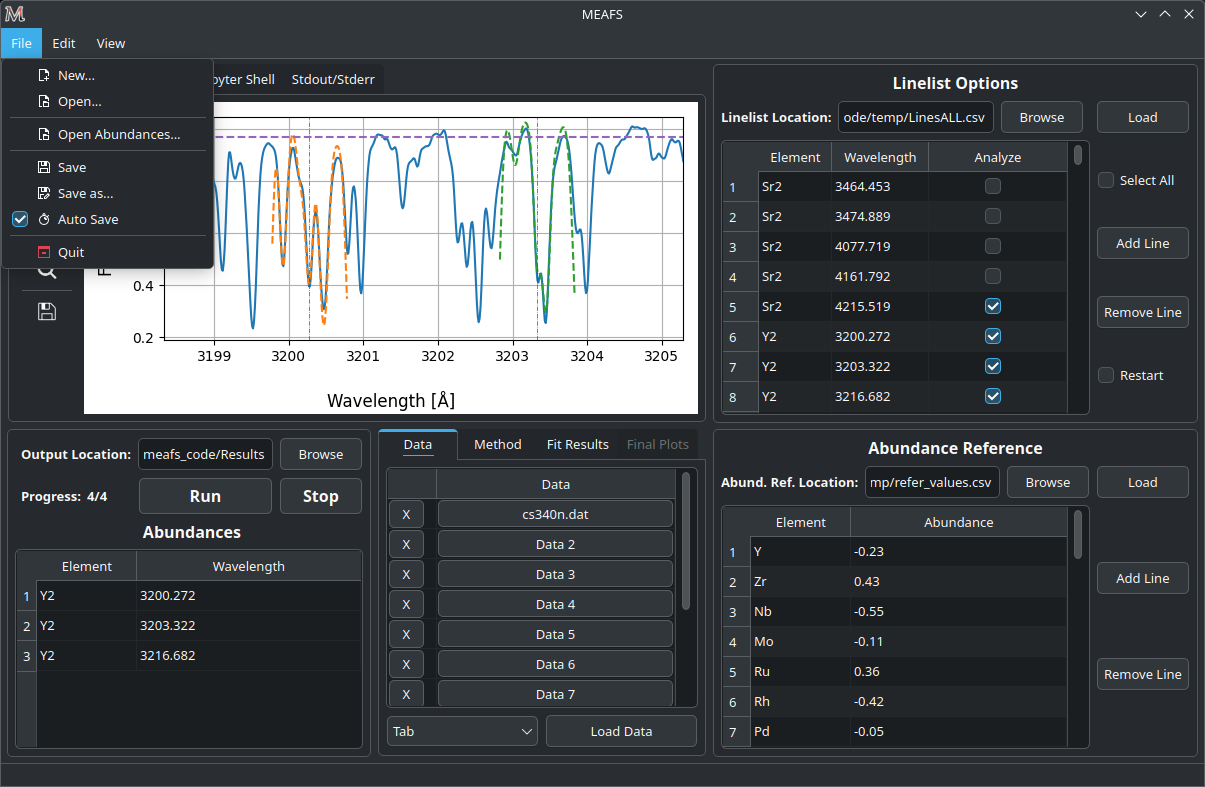 MEAFS
File Edit View
New...
Open...
Open Abundances...
Save
Save as...
Auto Save
Quit
pyter Shell Stdout/Stderr
0.4
0.2
3199 3200 3201 3202 3203 3204 3205
Wavelength [Å]
Linelist Options
Linelist Location: ode/temp/LinesALL.csv Browse Load
Element Wavelength Analyze
1 Sr2 3464.453
2 Sr2 3474.889
3 Sr2 4077.719
4 Sr2 4161.792
5 Sr2 4215.519
6 Y2 3200.272
7 Y2 3203.322
8 Y2 3216.682
Select All
Add Line
Remove Line
Restart
Output Location: meafs_code/Results Browse
Progress: 4/4 Run Stop
Abundances
Element Wavelength
1 Y2 3200.272
2 Y2 3203.322
3 Y2 3216.682
Data Method Fit Results Final Plots
Data
X cs340n.dat
X Data 2
X Data 3
X Data 4
X Data 5
X Data 6
X Data 7
Tab Load Data
Abundance Reference
Abund. Ref. Location: mp/refer_values.csv Browse Load
Element Abundance
1 Y -0.23
2 Zr 0.43
3 Nb -0.55
4 Mo -0.11
5 Ru 0.36
6 Rh -0.42
7 Pd -0.05
Add Line
Remove Line